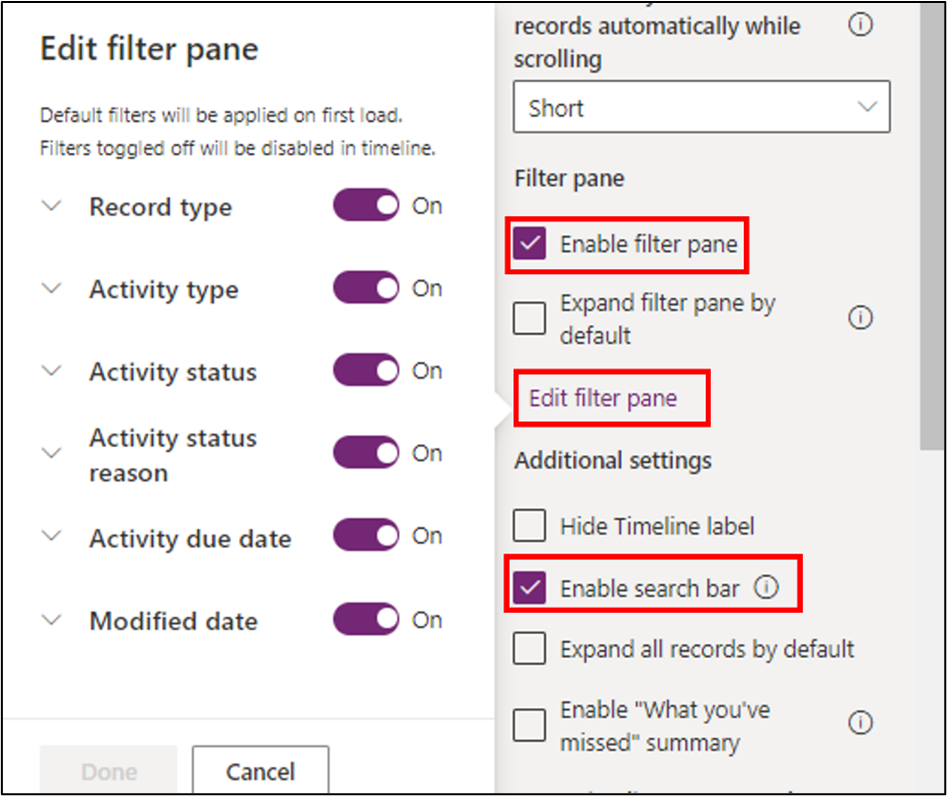 Edit filter pane
Default filters will be applied on first load.
Filters toggled off will be disabled in timeline.
Record type On
Activity type On
Activity status On
Activity status
reason On
Activity due date On
Modified date On
Done Cancel
records automatically while
scrolling
Short
Filter pane
Enable filter pane
Expand filter pane by
default
Edit filter pane
Additional settings
Hide Timeline label
Enable search bar
Expand all records by default
Enable "What you've
missed" summary